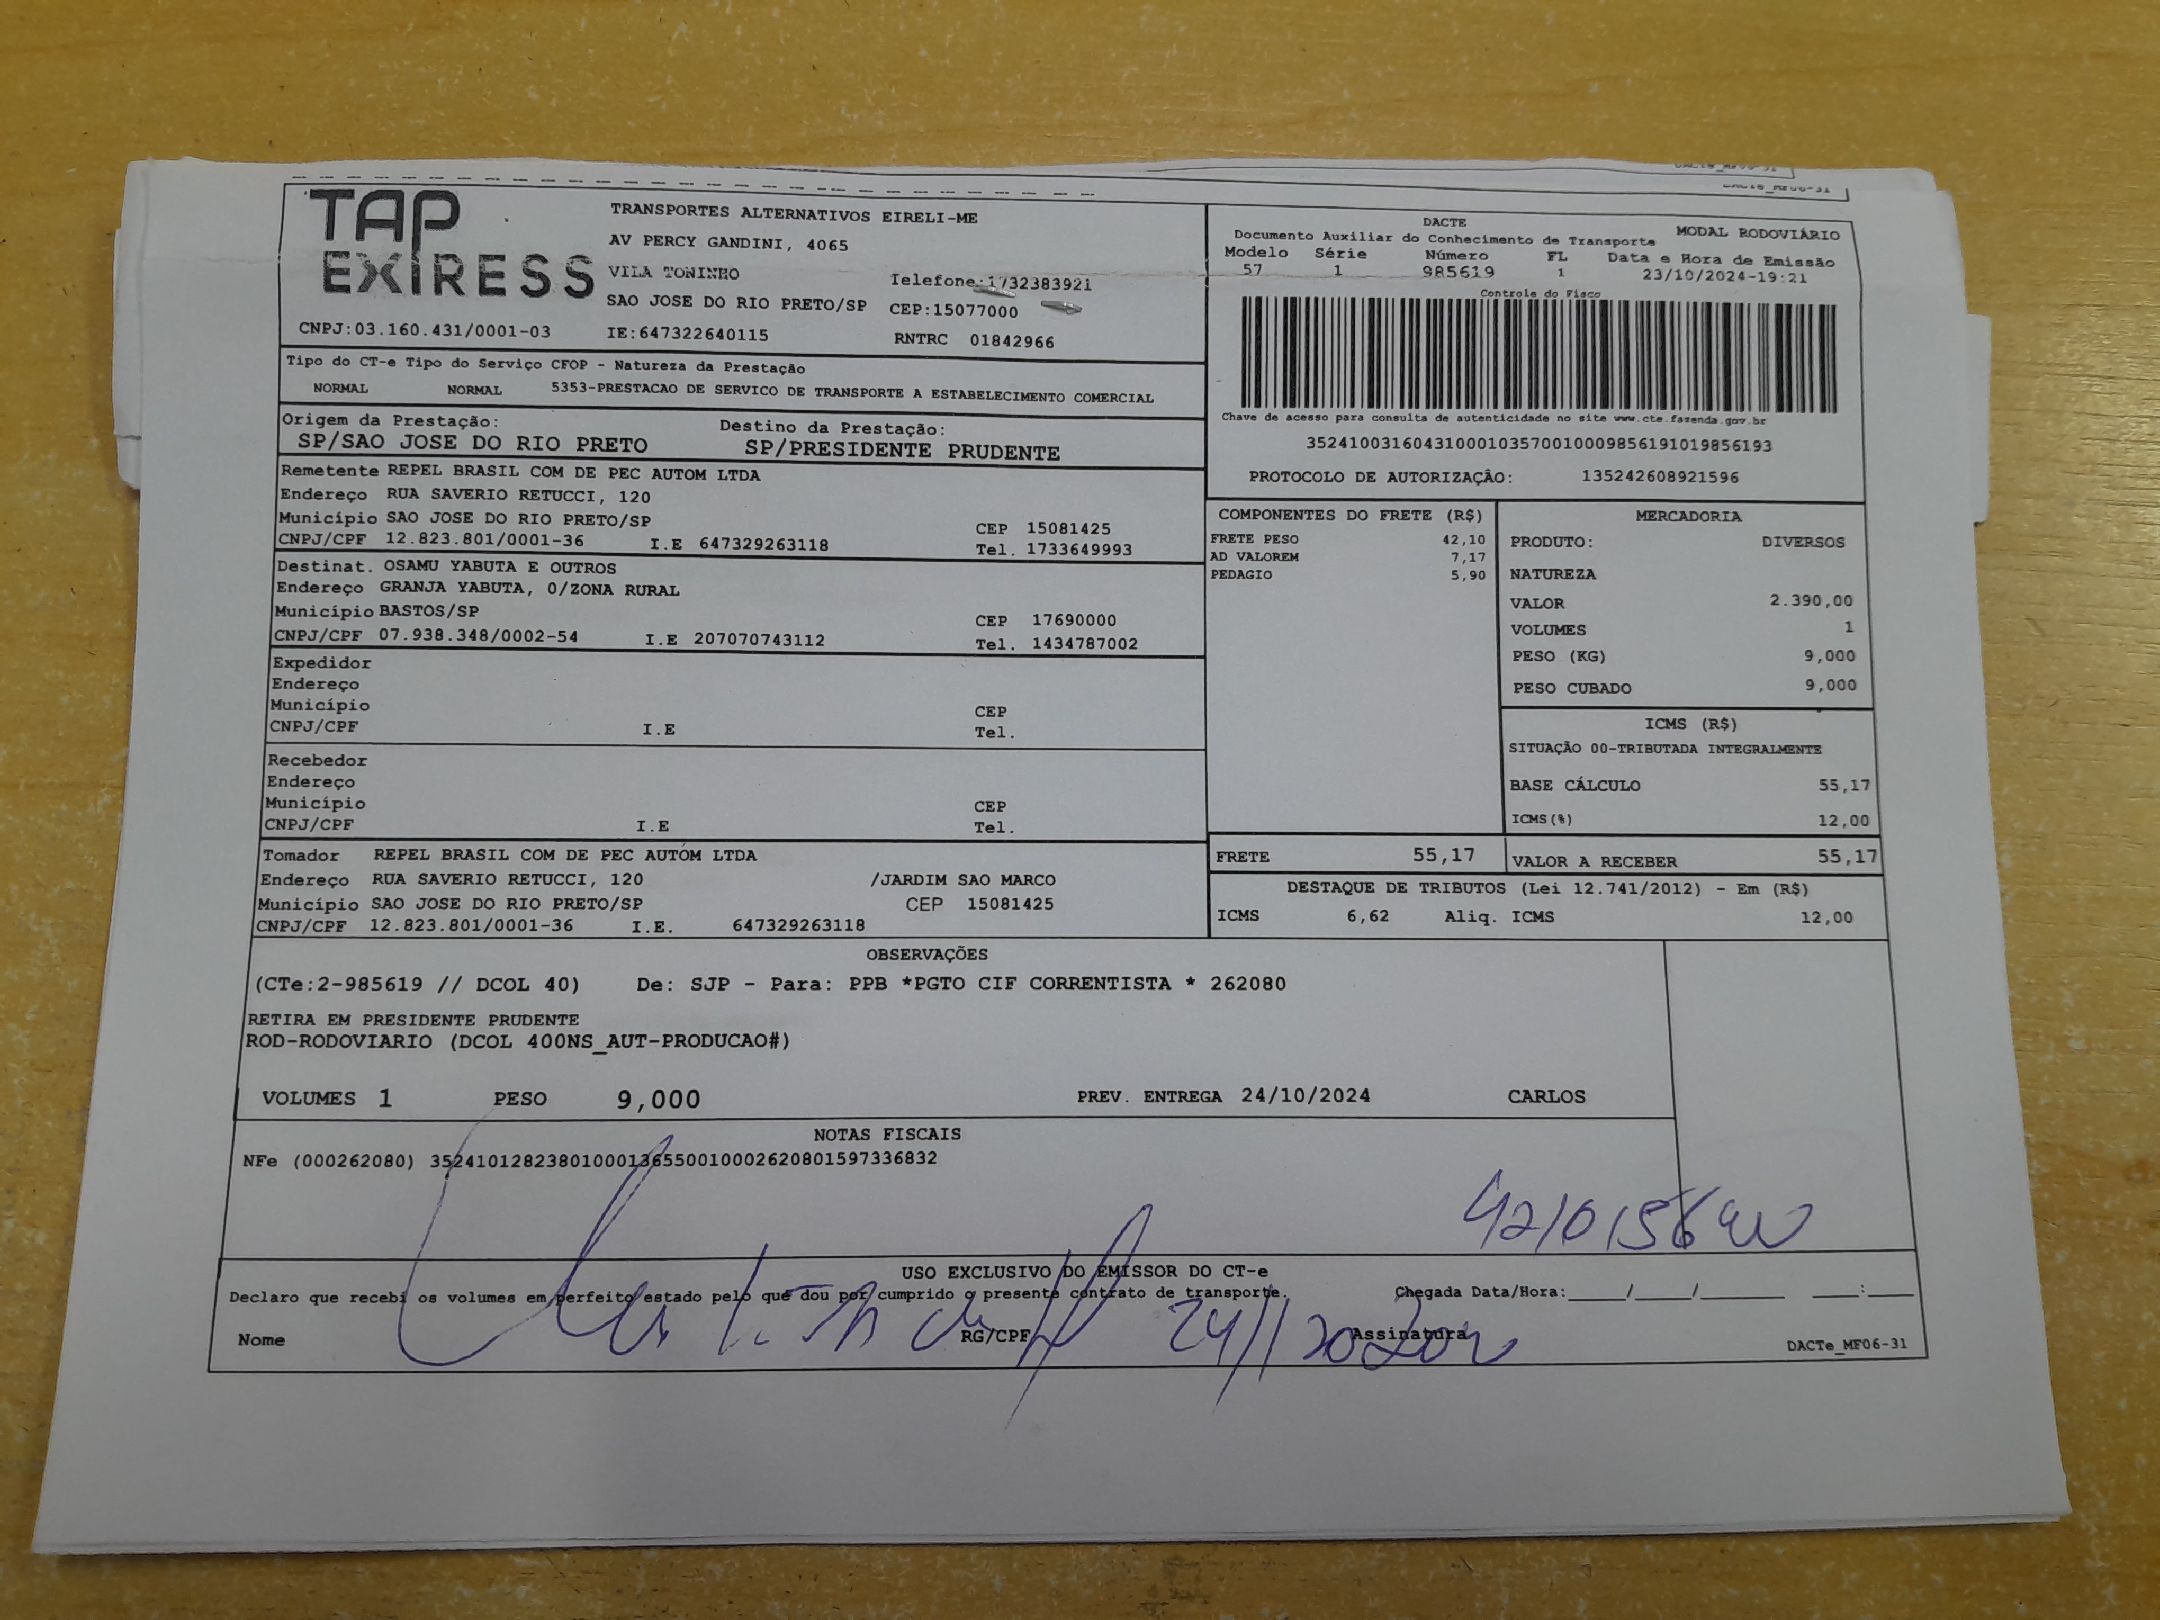 TAP
EXPRESS
TRANSPORTES ALTERNATIVOS EIRELI-ME
AV PERCY GANDINI, 4065
VILA TONINHO
Telefone:1732383921
SAO JOSE DO RIO PRETO/SP CEP:15077000
CNPJ:03.160.431/0001-03 IE:647322640115 RNTRC 01842966
DACTE
Documento Auxiliar do Conhecimento de Transporte
MODAL RODOVIÁRIO
Modelo Série Número FL Data e Hora de Emissão
57 1 985619 1 23/10/2024-19:21
Controle do Fisco
Chave de acesso para consulta de autenticidade no site www.cte.fazenda.gov.br
35241003160431000103570010009856191019856193
PROTOCOLO DE AUTORIZAÇÂO: 135242608921596
Tipo do CT-e Tipo do Serviço CFOP - Natureza da Prestação
NORMAL NORMAL 5353-PRESTACAO DE SERVICO DE TRANSPORTE A ESTABELECIMENTO COMERCIAL
Origem da Prestação: Destino da Prestação:
SP/SAO JOSE DO RIO PRETO SP/PRESIDENTE PRUDENTE
Remetente REPEL BRASIL COM DE PEC AUTOM LTDA
Endereço RUA SAVERIO RETUCCI, 120
Município SAO JOSE DO RIO PRETO/SP CEP 15081425
CNPJ/CPF 12.823.801/0001-36 I.E 647329263118 Tel. 1733649993
Destinat. OSAMU YABUTA E OUTROS
Endereço GRANJA YABUTA, 0/ZONA RURAL
Município BASTOS/SP CEP 17690000
CNPJ/CPF 07.938.348/0002-54 I.E 207070743112 Tel. 1434787002
Expedidor
Endereço
Município CEP
CNPJ/CPF I.E Tel.
Recebedor
Endereço
Município CEP
CNPJ/CPF I.E Tel.
Tomador REPEL BRASIL COM DE PEC AUTOM LTDA
Endereço RUA SAVERIO RETUCCI, 120 /JARDIM SAO MARCO
Município SAO JOSE DO RIO PRETO/SP CEP 15081425
CNPJ/CPF 12.823.801/0001-36 I.E. 647329263118
COMPONENTES DO FRETE (R$)
FRETE PESO 42,10
AD VALOREM 7,17
PEDAGIO 5,90
MERCADORIA
PRODUTO: DIVERSOS
NATUREZA
VALOR 2.390,00
VOLUMES 1
PESO (KG) 9,000
PESO CUBADO 9,000
ICMS (R$)
SITUAÇÃO 00-TRIBUTADA INTEGRALMENTE
BASE CÁLCULO 55,17
ICMS(%) 12,00
FRETE 55,17 VALOR A RECEBER 55,17
DESTAQUE DE TRIBUTOS (Lei 12.741/2012) - Em (R$)
ICMS 6,62 Aliq. ICMS 12,00
OBSERVAÇÕES
(CTe:2-985619 // DCOL 40) De: SJP - Para: PPB *PGTO CIF CORRENTISTA * 262080
RETIRA EM PRESIDENTE PRUDENTE
ROD-RODOVIARIO (DCOL 400NS_AUT-PRODUCAO#)
VOLUMES 1 PESO 9,000 PREV. ENTREGA 24/10/2024 CARLOS
NOTAS FISCAIS
NFe (000262080) 35241012823801000136550010002620801597336832
USO EXCLUSIVO DO EMISSOR DO CT-e
Declaro que recebi os volumes em perfeito estado pelo que dou por cumprido o presente contrato de transporte. Chegada Data/Hora:_____/_____/_______ ____:____
Nome RG/CPF Assinatura DACTe_MF06-31